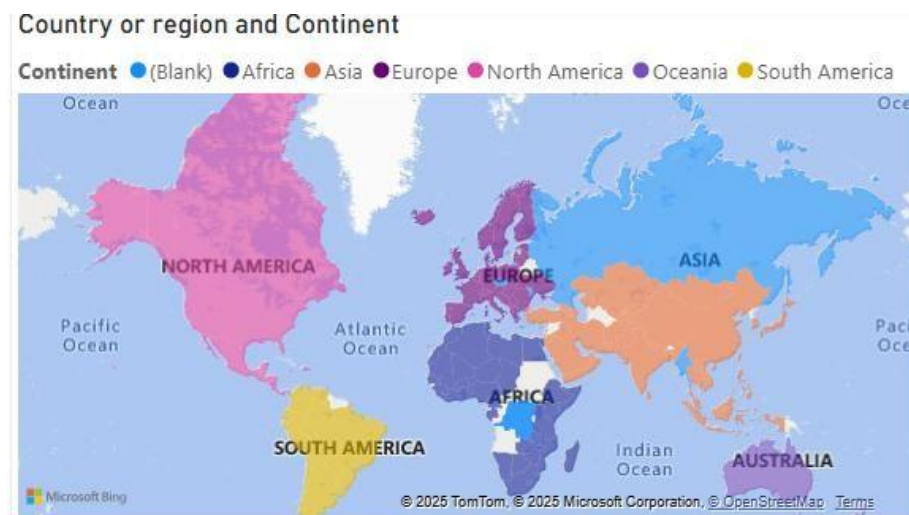 Country or region and Continent
Continent (Blank) Africa Asia Europe North America Oceania South America
Ocean
NORTH AMERICA
EUROPE
ASIA
Pacific
Ocean
Atlantic
Ocean
AFRICA
SOUTH AMERICA
Indian
Ocean
AUSTRALIA
Microsoft Bing
© 2025 TomTom, © 2025 Microsoft Corporation, © OpenStreetMap Terms